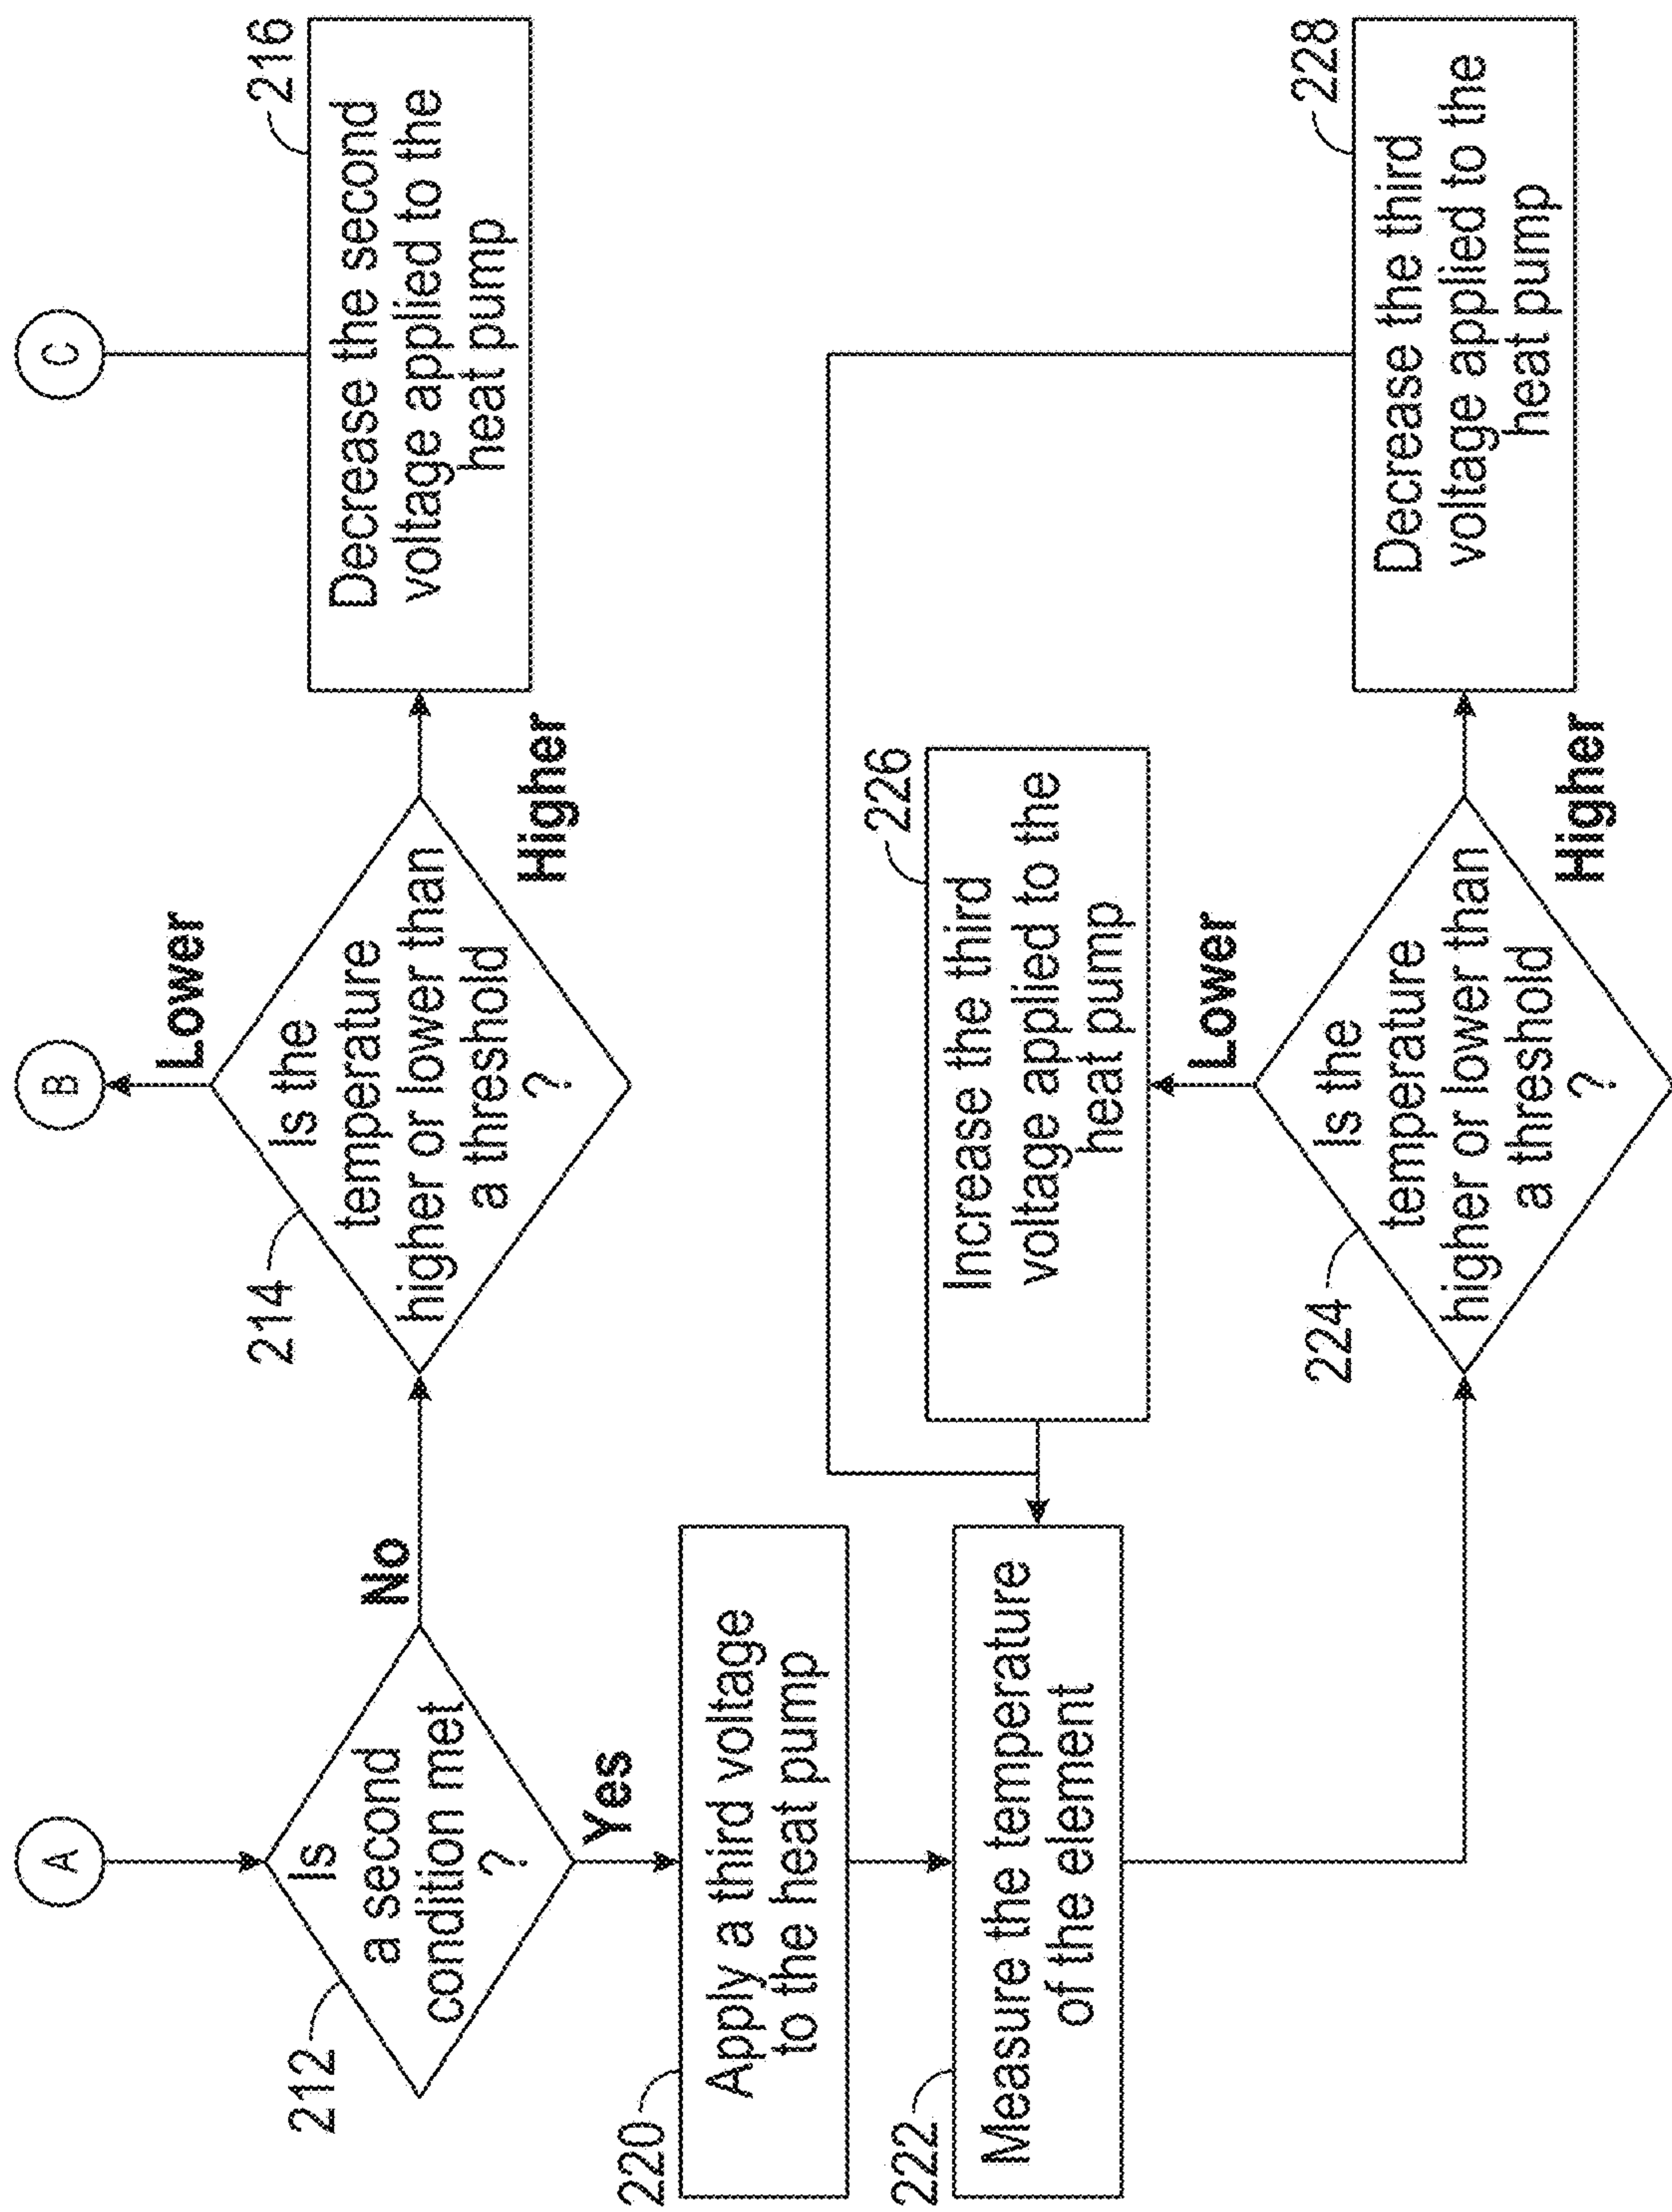 A
B
C
212
Is
a second
condition met
?
No
Yes
214
Is the
temperature
higher or lower than
a threshold
?
Lower
Higher
216
Decrease the second
voltage applied to the
heat pump
220
Apply a third voltage
to the heat pump
222
Measure the temperature
of the element
224
Is the
temperature
higher or lower than
a threshold
?
Lower
Higher
226
Increase the third
voltage applied to the
heat pump
228
Decrease the third
voltage applied to the
heat pump